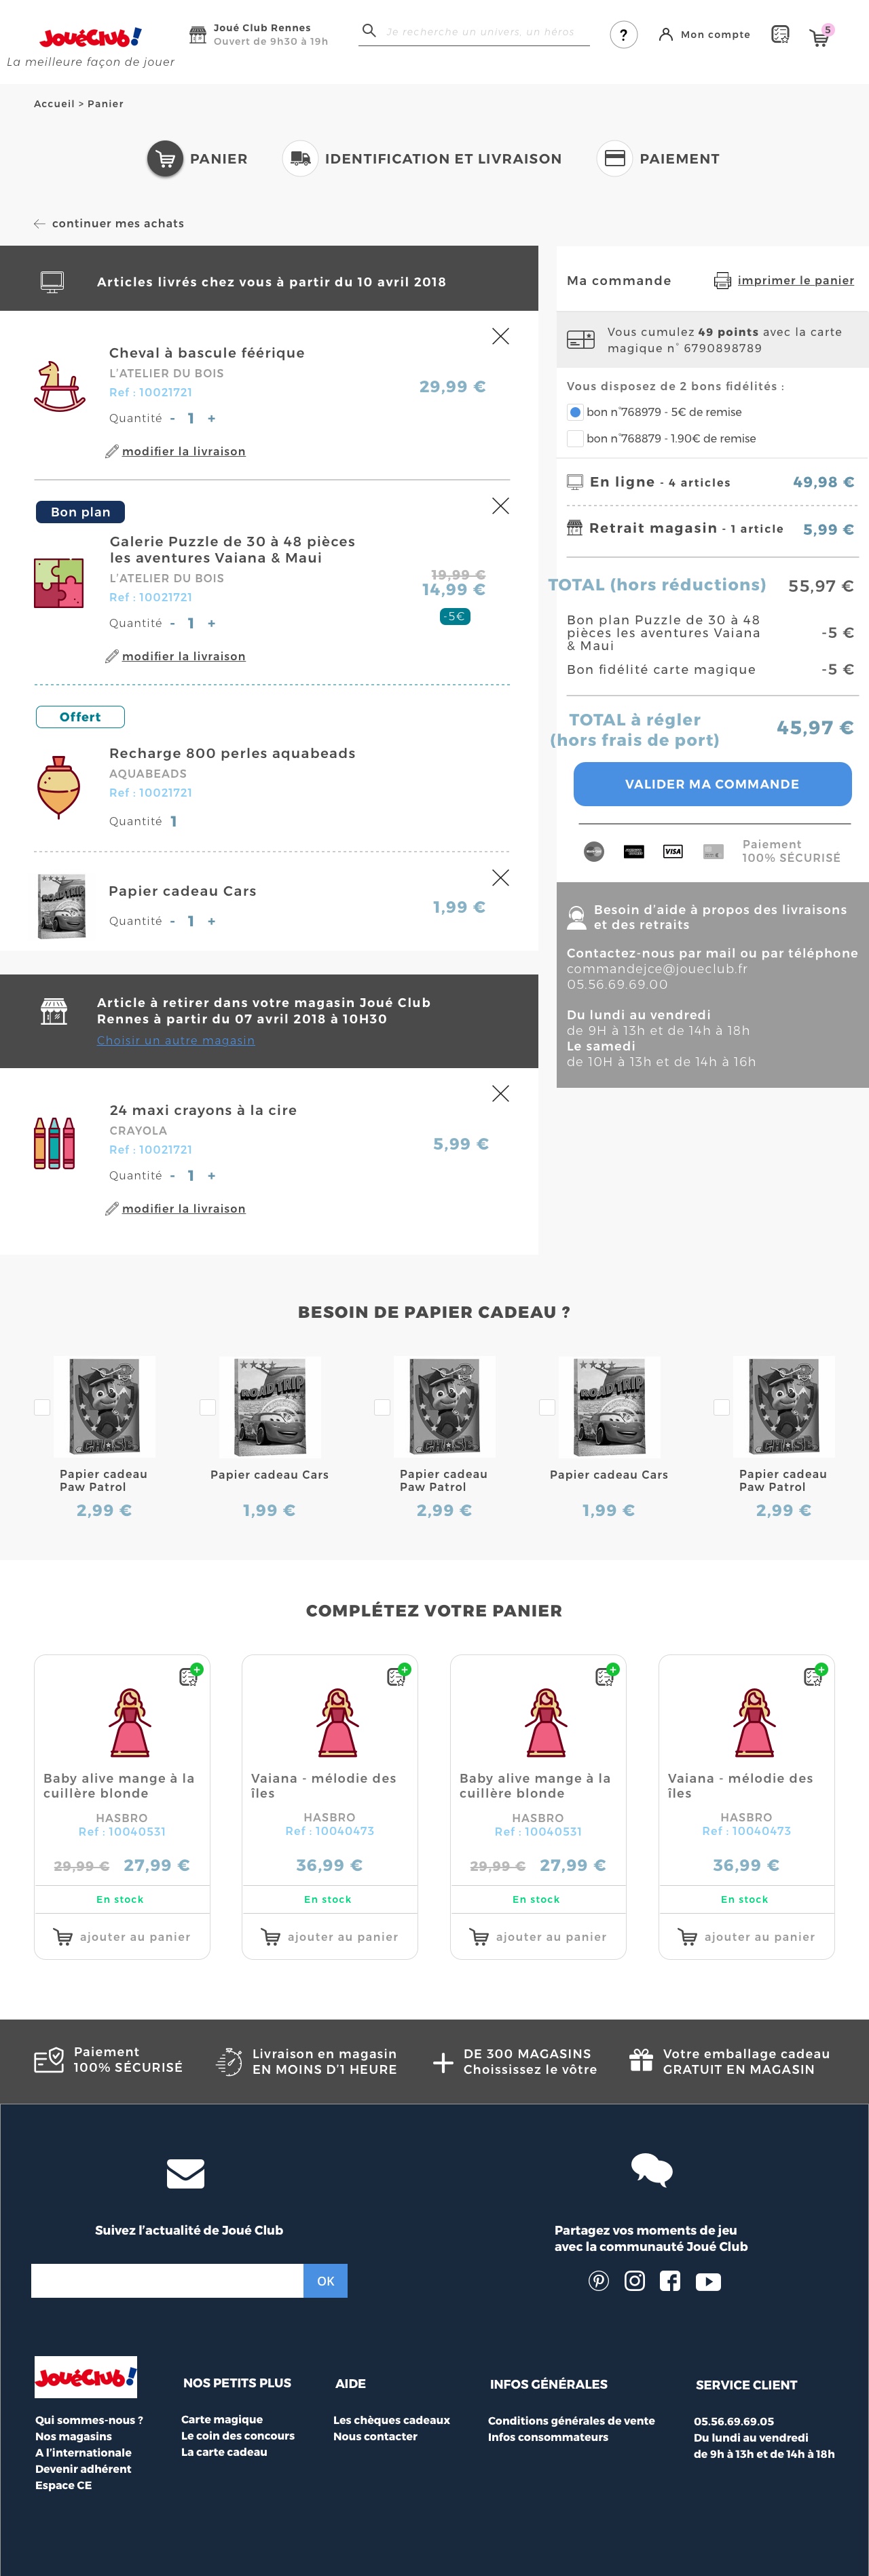 JouéClub!
La meilleure façon de jouer
Joué Club Rennes
Ouvert de 9h30 à 19h
Je recherche un univers, un héros
?
Mon compte
5
Accueil > Panier
PANIER
IDENTIFICATION ET LIVRAISON
PAIEMENT
continuer mes achats
Articles livrés chez vous à partir du 10 avril 2018
Cheval à bascule féérique
L'ATELIER DU BOIS
Ref : 10021721
29,99 €
Quantité - 1 +
modifier la livraison
Bon plan
Galerie Puzzle de 30 à 48 pièces
les aventures Vaiana & Maui
L'ATELIER DU BOIS
Ref : 10021721
19,99 €
14,99 €
-5€
Quantité - 1 +
modifier la livraison
Offert
Recharge 800 perles aquabeads
AQUABEADS
Ref : 10021721
Quantité 1
ROADTRIP
Papier cadeau Cars
Quantité - 1 +
1,99 €
Article à retirer dans votre magasin Joué Club
Rennes à partir du 07 avril 2018 à 10H30
Choisir un autre magasin
24 maxi crayons à la cire
CRAYOLA
Ref : 10021721
5,99 €
Quantité - 1 +
modifier la livraison
Ma commande
imprimer le panier
Vous cumulez 49 points avec la carte
magique n° 6790898789
Vous disposez de 2 bons fidélités :
bon n°768979 - 5€ de remise
bon n°768879 - 1.90€ de remise
En ligne - 4 articles
49,98 €
Retrait magasin - 1 article
5,99 €
TOTAL (hors réductions)
55,97 €
Bon plan Puzzle de 30 à 48
pièces les aventures Vaiana
& Maui
-5 €
Bon fidélité carte magique
-5 €
TOTAL à régler
(hors frais de port)
45,97 €
VALIDER MA COMMANDE
VISA
Paiement
100% SÉCURISÉ
Besoin d'aide à propos des livraisons
et des retraits
Contactez-nous par mail ou par téléphone
commandejce@joueclub.fr
05.56.69.69.00
Du lundi au vendredi
de 9H à 13h et de 14h à 18h
Le samedi
de 10H à 13h et de 14h à 16h
BESOIN DE PAPIER CADEAU ?
CHASE
ROADTRIP
CHASE
ROADTRIP
CHASE
Papier cadeau
Paw Patrol
2,99 €
Papier cadeau Cars
1,99 €
Papier cadeau
Paw Patrol
2,99 €
Papier cadeau Cars
1,99 €
Papier cadeau
Paw Patrol
2,99 €
COMPLÉTEZ VOTRE PANIER
Baby alive mange à la
cuillère blonde
HASBRO
Ref : 10040531
29,99 € 27,99 €
En stock
ajouter au panier
Vaiana - mélodie des
îles
HASBRO
Ref : 10040473
36,99 €
En stock
ajouter au panier
Baby alive mange à la
cuillère blonde
HASBRO
Ref : 10040531
29,99 € 27,99 €
En stock
ajouter au panier
Vaiana - mélodie des
îles
HASBRO
Ref : 10040473
36,99 €
En stock
ajouter au panier
Paiement
100% SÉCURISÉ
Livraison en magasin
EN MOINS D'1 HEURE
DE 300 MAGASINS
Choississez le vôtre
Votre emballage cadeau
GRATUIT EN MAGASIN
Suivez l'actualité de Joué Club
OK
Partagez vos moments de jeu
avec la communauté Joué Club
JouéClub!
Qui sommes-nous ?
Nos magasins
A l'internationale
Devenir adhérent
Espace CE
NOS PETITS PLUS
Carte magique
Le coin des concours
La carte cadeau
AIDE
Les chèques cadeaux
Nous contacter
INFOS GÉNÉRALES
Conditions générales de vente
Infos consommateurs
SERVICE CLIENT
05.56.69.69.05
Du lundi au vendredi
de 9h à 13h et de 14h à 18h